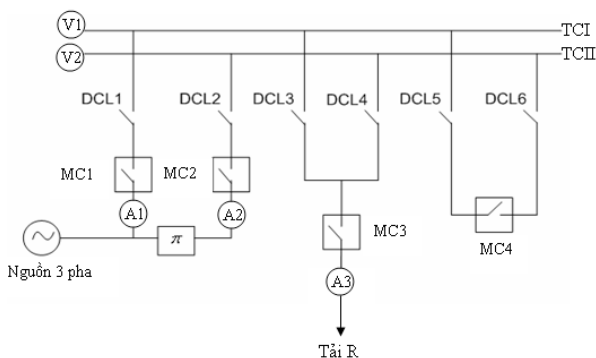 V1
TCI
V2
TCII
DCL1
DCL2
DCL3
DCL4
DCL5
DCL6
MC1
MC2
A1
A2
MC3
MC4
π
Nguồn 3 pha
A3
Tải R